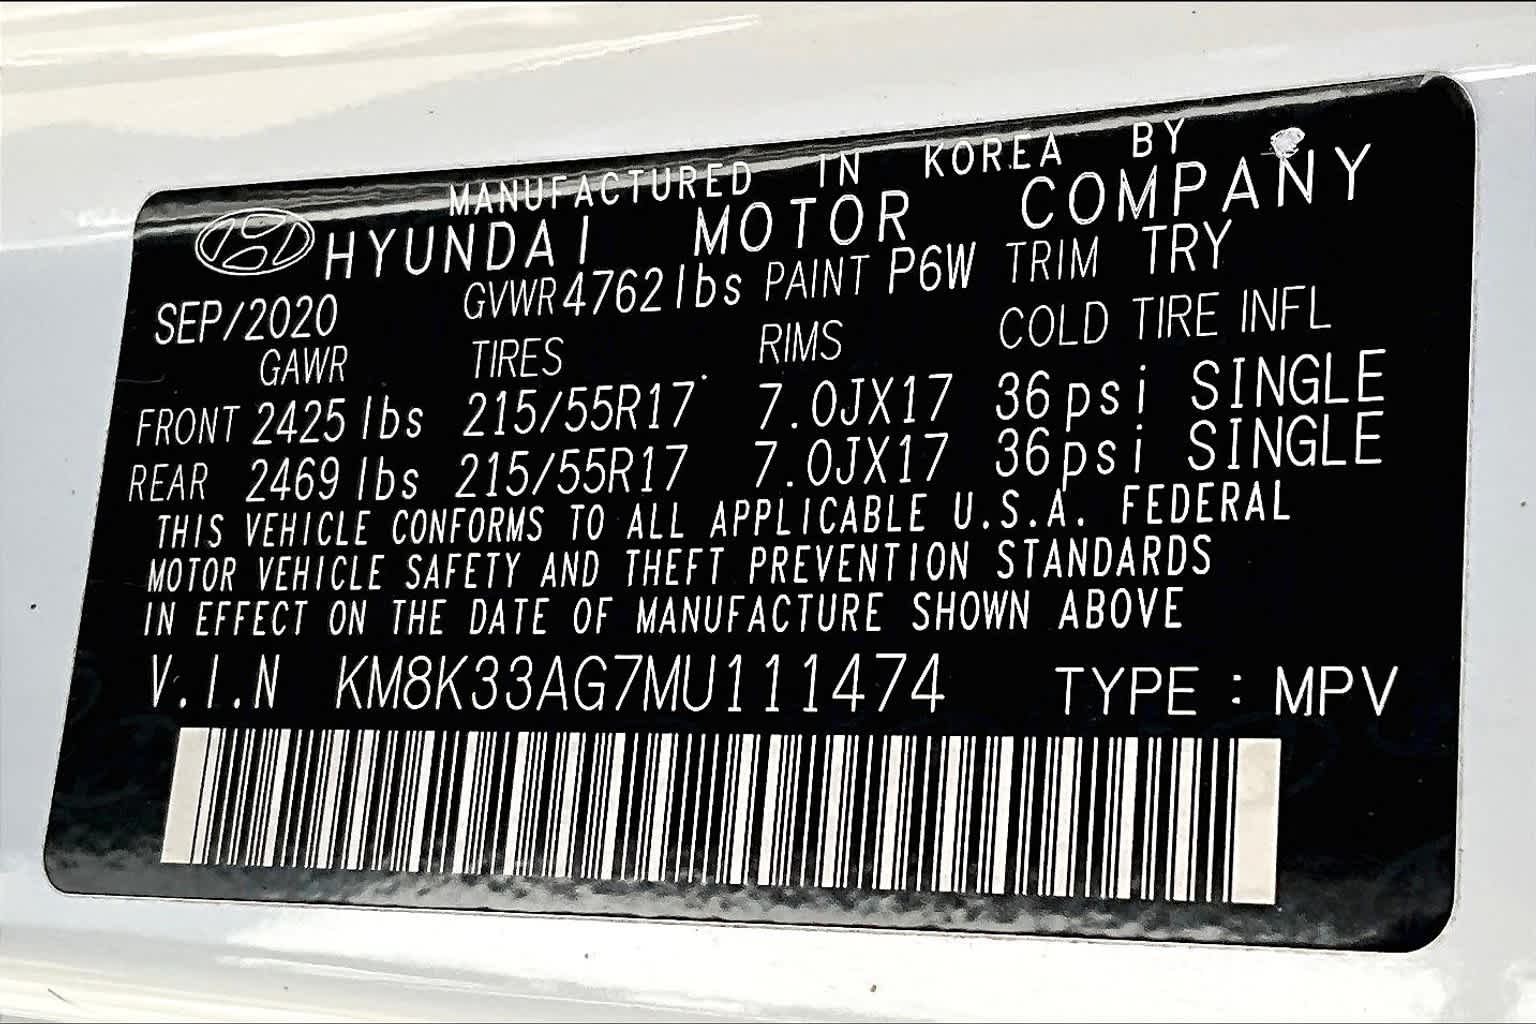 MANUFACTURED IN KOREA BY
HYUNDAI MOTOR COMPANY
SEP/2020 GVWR 4762 lbs PAINT P6W TRIM TRY
GAWR TIRES RIMS COLD TIRE INFL
FRONT 2425 lbs 215/55R17 7.0JX17 36psi SINGLE
REAR 2469 lbs 215/55R17 7.0JX17 36psi SINGLE
THIS VEHICLE CONFORMS TO ALL APPLICABLE U.S.A. FEDERAL
MOTOR VEHICLE SAFETY AND THEFT PREVENTION STANDARDS
IN EFFECT ON THE DATE OF MANUFACTURE SHOWN ABOVE
V.I.N KM8K33AG7MU111474 TYPE : MPV